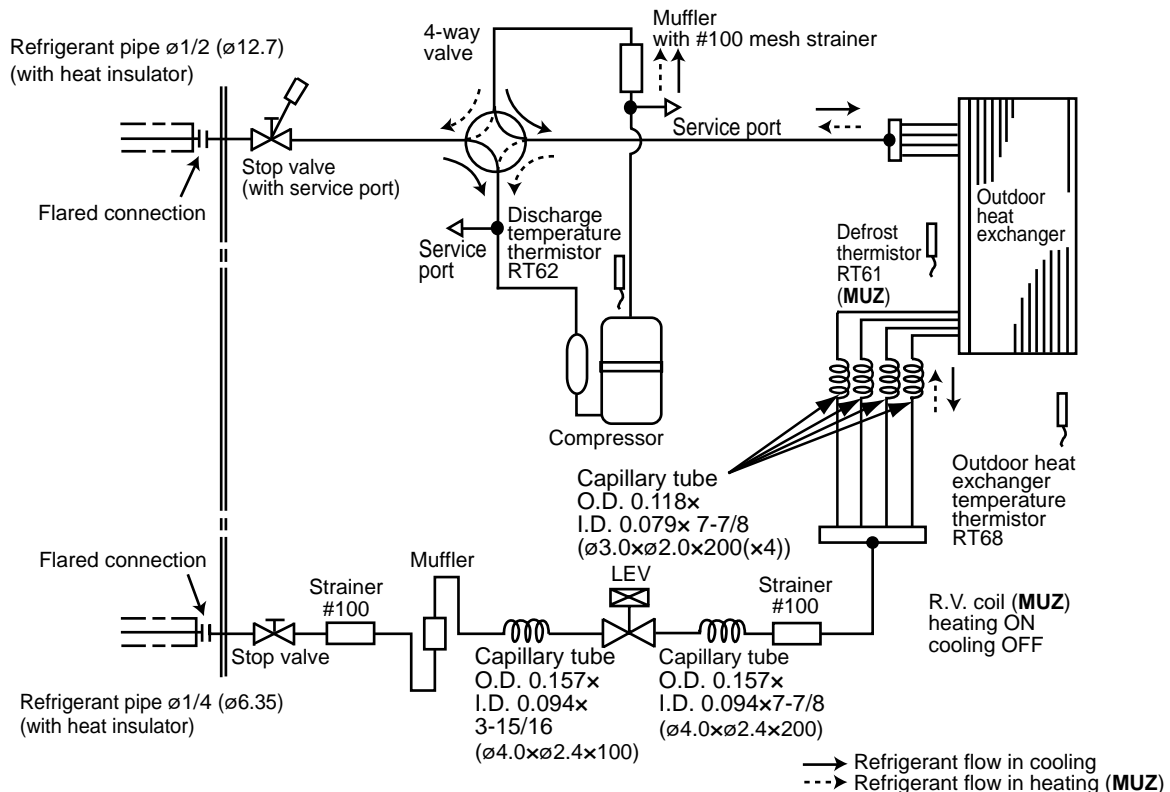 Refrigerant pipe ø1/2 (ø12.7)
(with heat insulator)
4-way
valve
Muffler
with #100 mesh strainer
Service port
Stop valve
(with service port)
Flared connection
Service
port
Discharge
temperature
thermistor
RT62
Outdoor
heat
exchanger
Defrost
thermistor
RT61
(MUZ)
Compressor
Capillary tube
O.D. 0.118×
I.D. 0.079× 7-7/8
(ø3.0×ø2.0×200(×4))
Outdoor heat
exchanger
temperature
thermistor
RT68
Flared connection
Strainer
#100
Muffler
LEV
Strainer
#100
R.V. coil (MUZ)
heating ON
cooling OFF
Stop valve
Refrigerant pipe ø1/4 (ø6.35)
(with heat insulator)
Capillary tube
O.D. 0.157×
I.D. 0.094×
3-15/16
(ø4.0×ø2.4×100)
Capillary tube
O.D. 0.157×
I.D. 0.094×7-7/8
(ø4.0×ø2.4×200)
Refrigerant flow in cooling
Refrigerant flow in heating (MUZ)